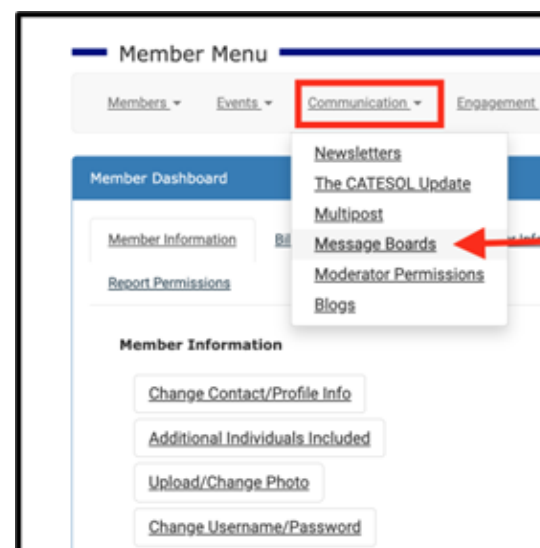 Member Menu
Members Events Communication Engagement
Newsletters
Member Dashboard
The CATESOL Update
Multipost
Member Information
Message Boards
Report Permissions
Moderator Permissions
Blogs
Member Information
Change Contact/Profile Info
Additional Individuals Included
Upload/Change Photo
Change Username/Password